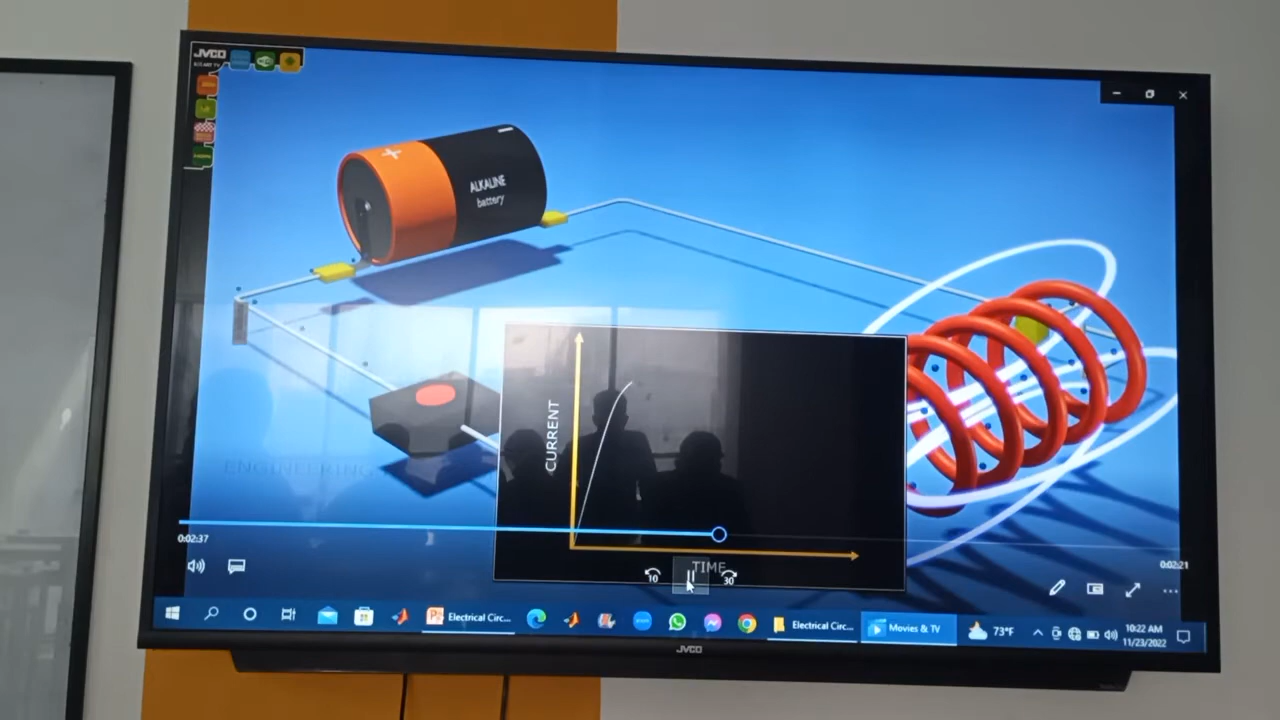 JVCO
+
−
ALKALINE
battery
CURRENT
ENGINEERING
0:02:37
TIME
10
30
0:02:21
Electrical Circ...
Electrical Circ...
Movies & TV
73°F
10:22 AM
11/23/2022
JVCO